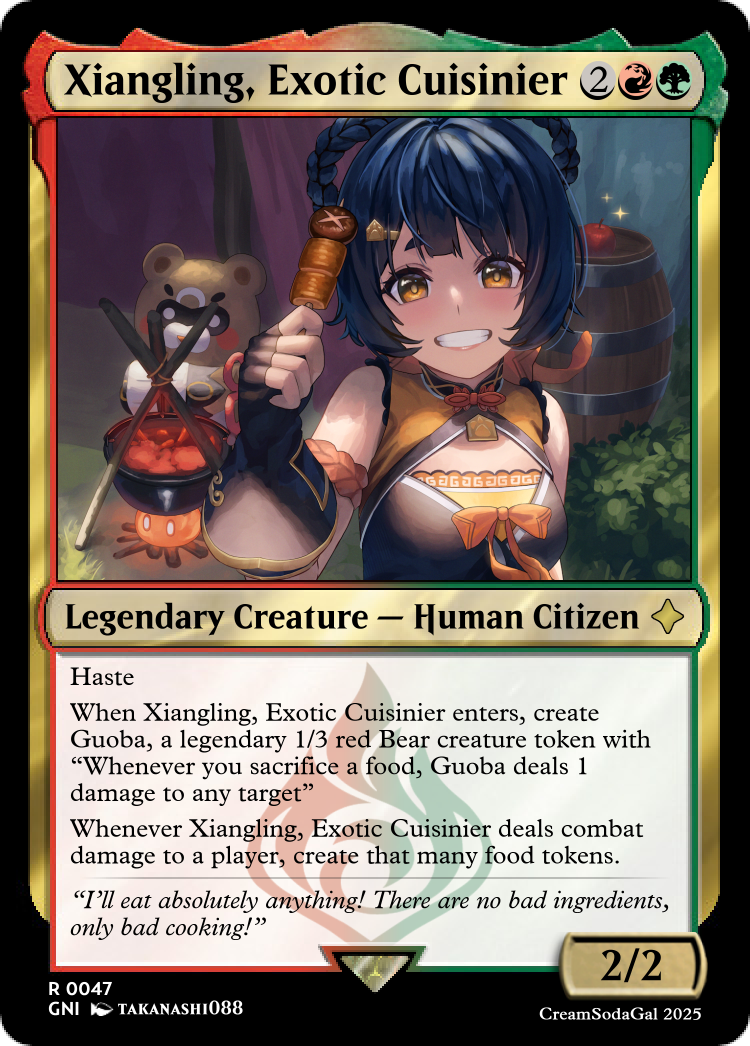 Xiangling, Exotic Cuisinier 2
Legendary Creature — Human Citizen
Haste
When Xiangling, Exotic Cuisinier enters, create
Guoba, a legendary 1/3 red Bear creature token with
“Whenever you sacrifice a food, Guoba deals 1
damage to any target”
Whenever Xiangling, Exotic Cuisinier deals combat
damage to a player, create that many food tokens.
“I’ll eat absolutely anything! There are no bad ingredients,
only bad cooking!”
2/2
R 0047
GNI TAKANASHI088
CreamSodaGal 2025